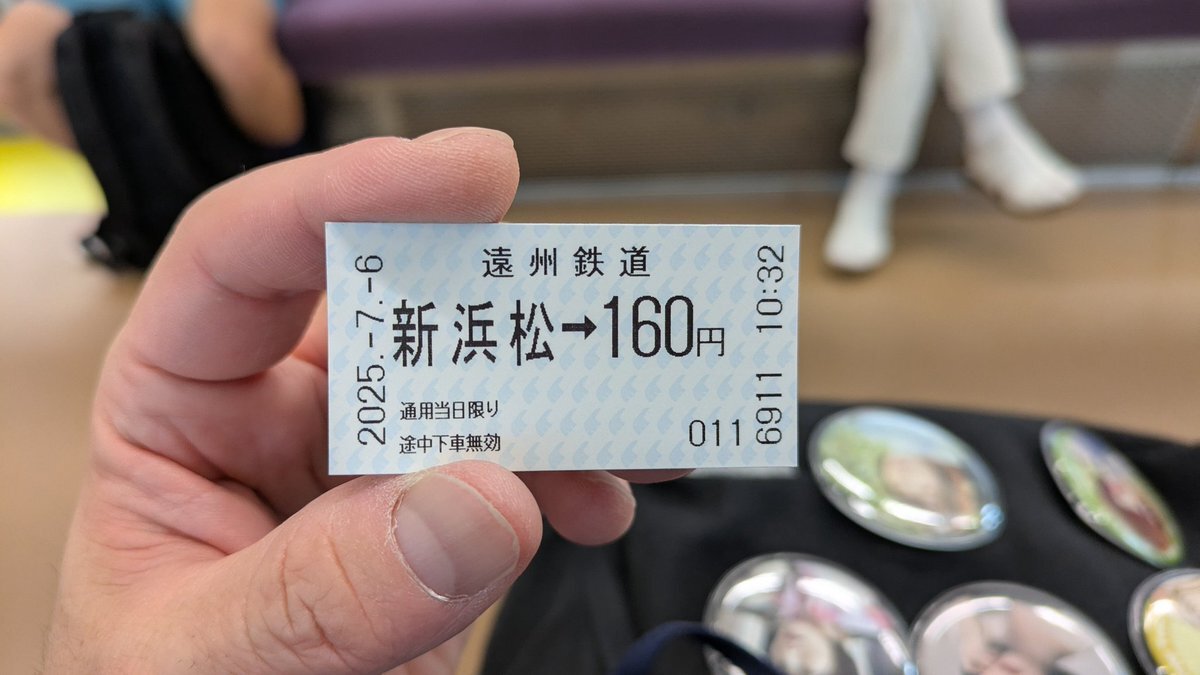 遠州鉄道
新浜松→160円
通用当日限り
途中下車無効
011
2025.-7.-6
6911 10:32